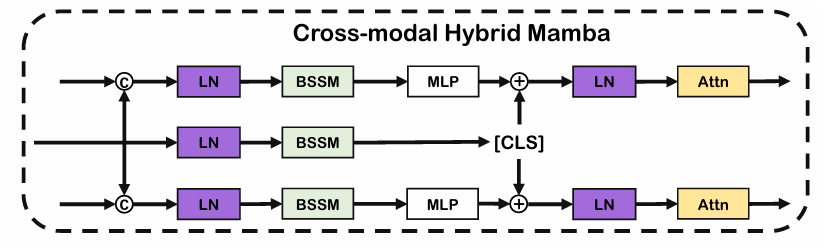 Cross-modal Hybrid Mamba
C LN BSSM MLP + LN Attn
LN BSSM [CLS]
C LN BSSM MLP + LN Attn